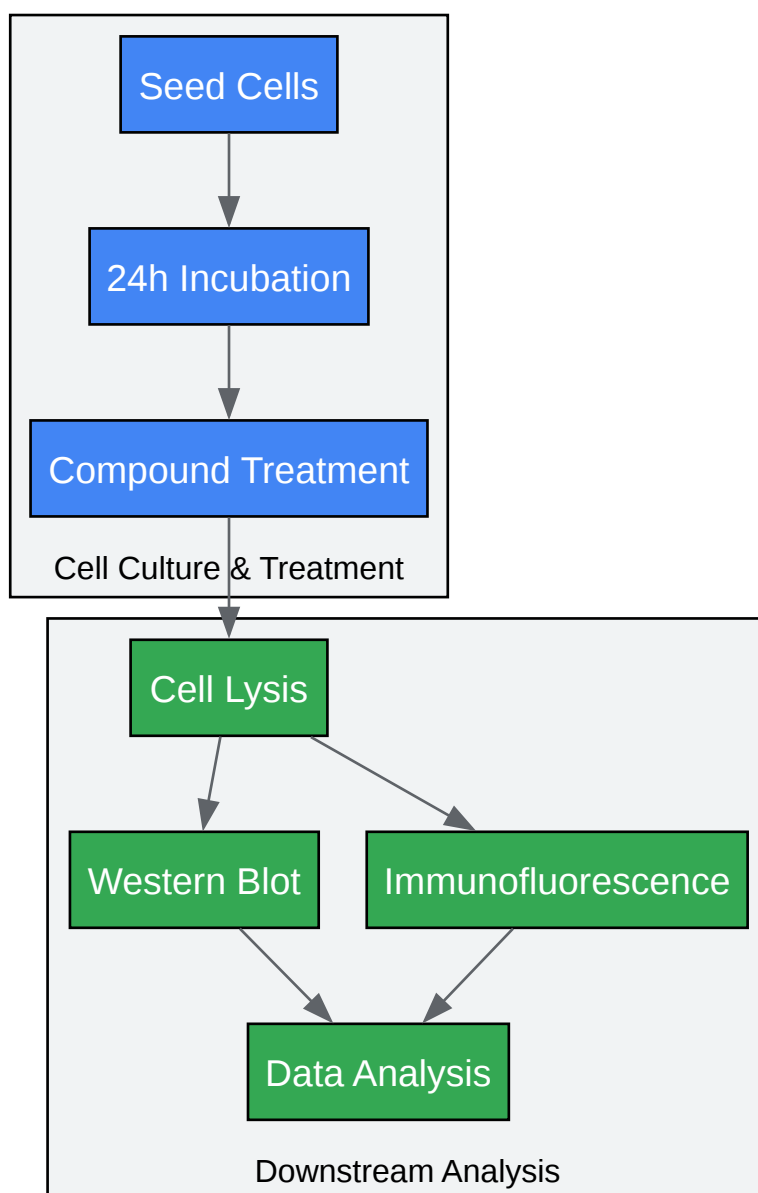 Seed Cells
24h Incubation
Compound Treatment
Cell Culture & Treatment
Cell Lysis
Western Blot
Immunofluorescence
Data Analysis
Downstream Analysis